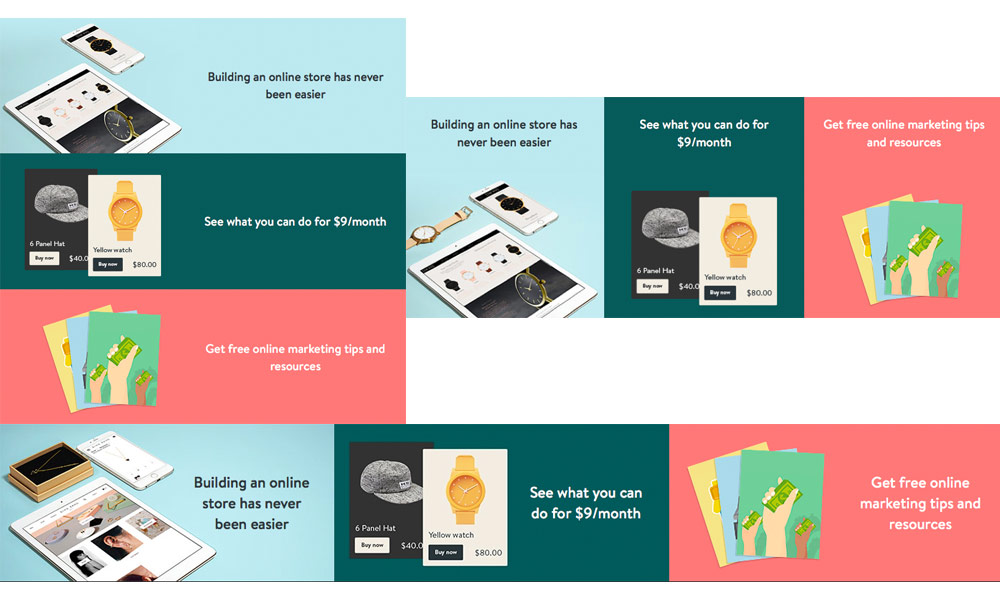 Building an online store has never
been easier
6 Panel Hat
Buy now
$40.0
Yellow watch
Buy now
$80.00
See what you can do for $9/month
Get free online marketing tips and
resources
Building an online store has
never been easier
See what you can do for
$9/month
6 Panel Hat
Buy now
$40.0
Yellow watch
Buy now
$80.00
Get free online marketing tips
and resources
Building an online
store has never
been easier
6 Panel Hat
Buy now
$40.0
Yellow watch
Buy now
$80.00
See what you can
do for $9/month
Get free online
marketing tips and
resources